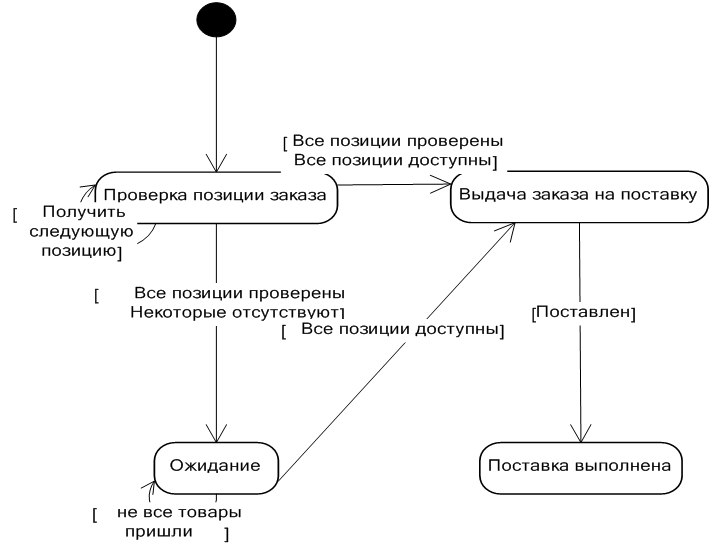 [ Все позиции проверены
Все позиции доступны]
Проверка позиции заказа
Выдача заказа на поставку
[ Получить
следующую
позицию]
[ Все позиции проверены
Некоторые отсутствуют]
[ Все позиции доступны]
[Поставлен]
Ожидание
Поставка выполнена
[ не все товары
пришли ]